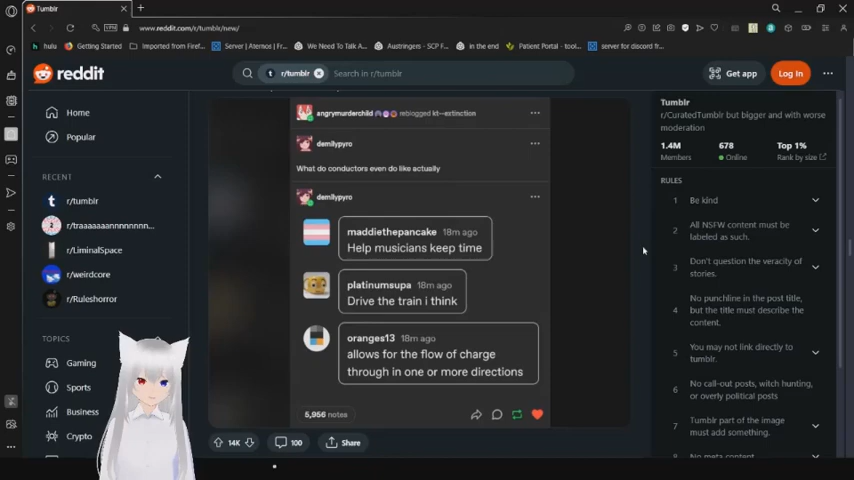 Tumblr
www.reddit.com/r/tumblr/new/
VPN
hulu
Getting Started
Imported from Firef...
Server | Aternos | F...
We Need To Talk A...
Austringers - SCP F...
in the end
Patient Portal - tool...
server for discord fr...
reddit
r/tumblr
Search in r/tumblr
Get app
Log In
Home
Popular
RECENT
r/tumblr
r/traaaaaaannnnnnnn...
r/LiminalSpace
r/weirdcore
r/Ruleshorror
TOPICS
Gaming
Sports
Business
Crypto
angrymurderchild reblogged kt--extinction
demilypyro
What do conductors even do like actually
demilypyro
maddiethepancake 18m ago
Help musicians keep time
platinumsupa 18m ago
Drive the train i think
oranges13 18m ago
allows for the flow of charge
through in one or more directions
5,956 notes
14K
100
Share
Tumblr
r/CuratedTumblr but bigger and with worse
moderation
1.4M
678
Top 1%
Members
Online
Rank by size
RULES
1 Be kind
2 All NSFW content must be
labeled as such.
3 Don't question the veracity of
stories.
4 No punchline in the post title,
but the title must describe the
content.
5 You may not link directly to
tumblr.
6 No call-out posts, witch hunting,
or overly political posts
7 Tumblr part of the image
must add something.
8 No meta content